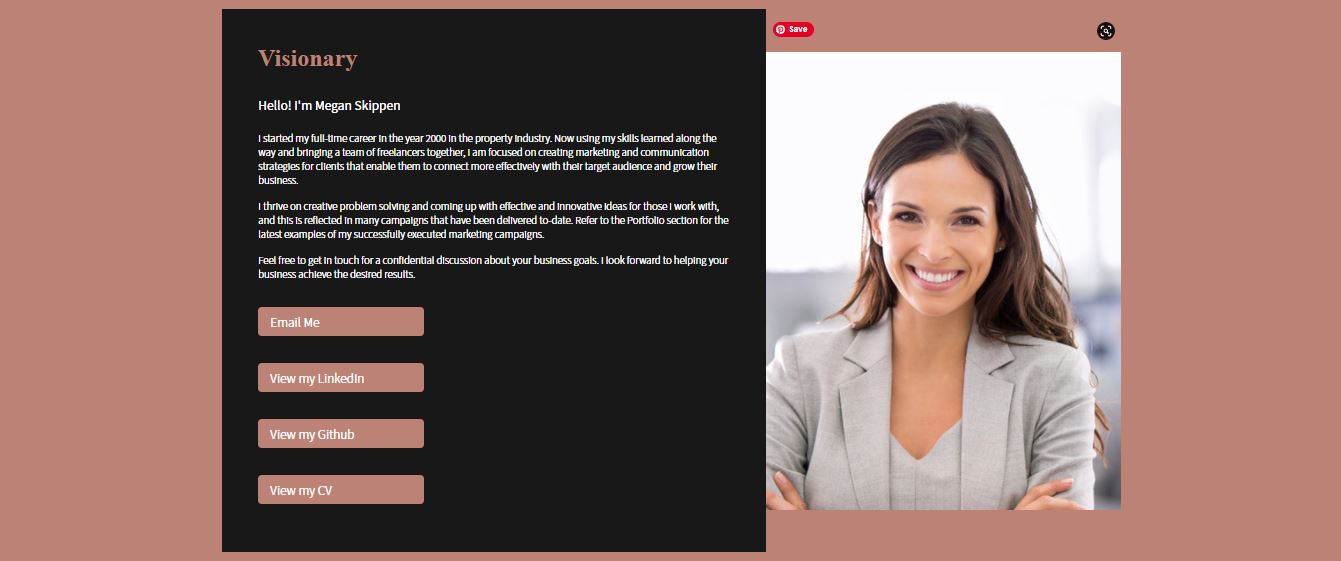 Visionary
Save
Hello! I'm Megan Skippen
I started my full-time career in the year 2000 in the property industry. Now using my skills learned along the
way and bringing a team of freelancers together, I am focused on creating marketing and communication
strategies for clients that enable them to connect more effectively with their target audience and grow their
business.
I thrive on creative problem solving and coming up with effective and innovative ideas for those I work with,
and this is reflected in many campaigns that have been delivered to-date. Refer to the Portfolio section for the
latest examples of my successfully executed marketing campaigns.
Feel free to get in touch for a confidential discussion about your business goals. I look forward to helping your
business achieve the desired results.
Email Me
View my LinkedIn
View my Github
View my CV